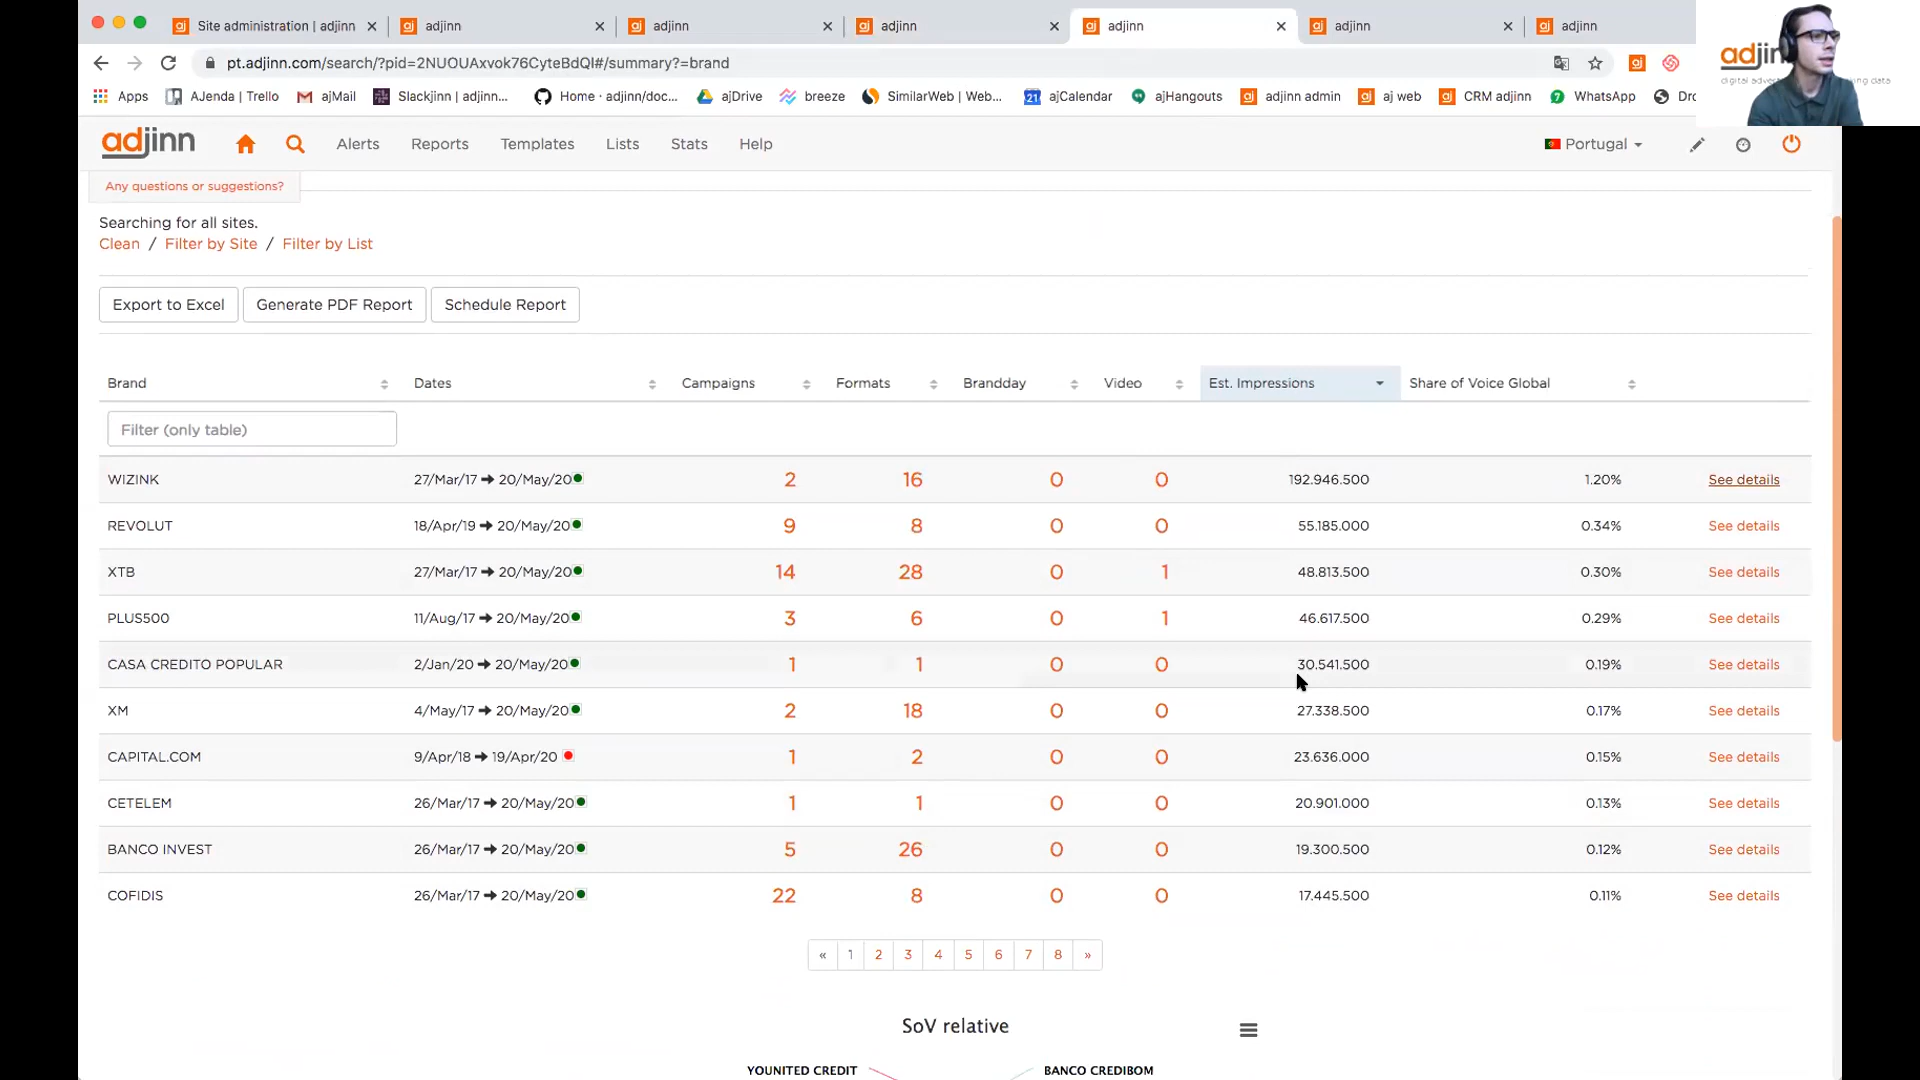 Site administration | adjinn
adjinn
adjinn
adjinn
adjinn
adjinn
adjinn
pt.adjinn.com/search/?pid=2NUOUAxvok76CyteBdQl#/summary?=brand
Apps
AJenda | Trello
ajMail
Slackjinn | adjinn...
Home · adjinn/doc...
ajDrive
breeze
SimilarWeb | Web...
21
ajCalendar
ajHangouts
adjinn admin
aj web
CRM adjinn
7
WhatsApp
adjinn
Alerts
Reports
Templates
Lists
Stats
Help
Portugal
Any questions or suggestions?
Searching for all sites.
Clean / Filter by Site / Filter by List
Export to Excel
Generate PDF Report
Schedule Report
Brand Dates Campaigns Formats Brandday Video Est. Impressions Share of Voice Global
Filter (only table)
WIZINK 27/Mar/17 ➔ 20/May/20 2 16 0 0 192.946.500 1.20% See details
REVOLUT 18/Apr/19 ➔ 20/May/20 9 8 0 0 55.185.000 0.34% See details
XTB 27/Mar/17 ➔ 20/May/20 14 28 0 1 48.813.500 0.30% See details
PLUS500 11/Aug/17 ➔ 20/May/20 3 6 0 1 46.617.500 0.29% See details
CASA CREDITO POPULAR 2/Jan/20 ➔ 20/May/20 1 1 0 0 30.541.500 0.19% See details
XM 4/May/17 ➔ 20/May/20 2 18 0 0 27.338.500 0.17% See details
CAPITAL.COM 9/Apr/18 ➔ 19/Apr/20 1 2 0 0 23.636.000 0.15% See details
CETELEM 26/Mar/17 ➔ 20/May/20 1 1 0 0 20.901.000 0.13% See details
BANCO INVEST 26/Mar/17 ➔ 20/May/20 5 26 0 0 19.300.500 0.12% See details
COFIDIS 26/Mar/17 ➔ 20/May/20 22 8 0 0 17.445.500 0.11% See details
« 1 2 3 4 5 6 7 8 »
SoV relative
YOUNITED CREDIT
BANCO CREDIBOM